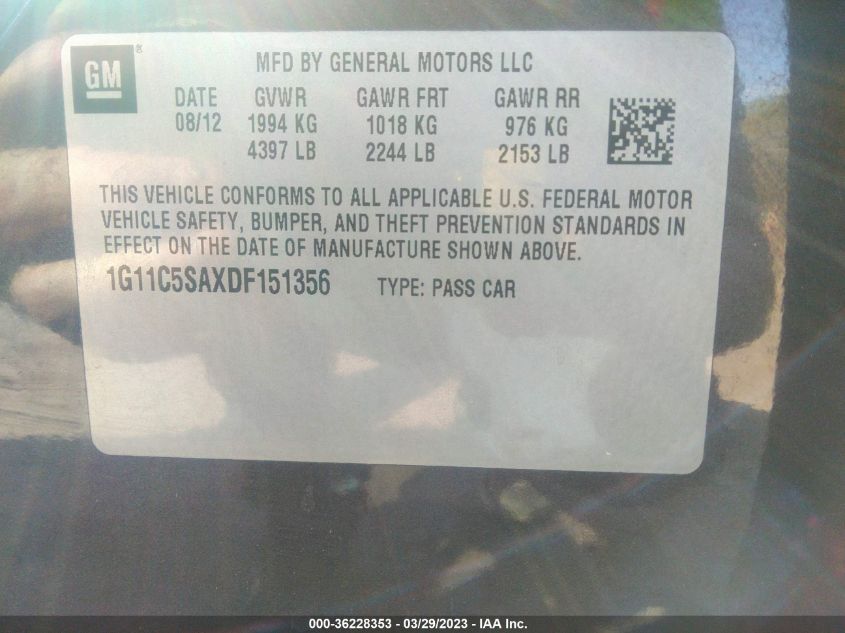 GM ®
MFD BY GENERAL MOTORS LLC
DATE GVWR GAWR FRT GAWR RR
08/12 1994 KG 1018 KG 976 KG
4397 LB 2244 LB 2153 LB
THIS VEHICLE CONFORMS TO ALL APPLICABLE U.S. FEDERAL MOTOR
VEHICLE SAFETY, BUMPER, AND THEFT PREVENTION STANDARDS IN
EFFECT ON THE DATE OF MANUFACTURE SHOWN ABOVE.
1G11C5SAXDF151356 TYPE: PASS CAR
000-36228353 - 03/29/2023 - IAA Inc.